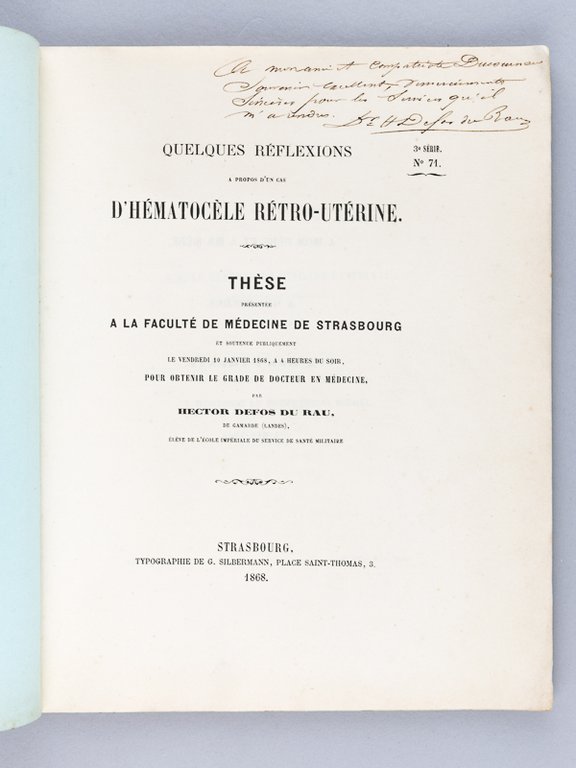 A mon ami et Compatriote
Souvenir Excellent, Remerciements
Sincères pour les Services qu'il
m'a rendus. Dr H Defos du Rau
QUELQUES RÉFLEXIONS
3e SÉRIE.
No 71.
A PROPOS D'UN CAS
D'HÉMATOCÈLE RÉTRO-UTÉRINE.
THÈSE
PRÉSENTÉE
A LA FACULTÉ DE MÉDECINE DE STRASBOURG
ET SOUTENUE PUBLIQUEMENT
LE VENDREDI 10 JANVIER 1868, A 4 HEURES DU SOIR,
POUR OBTENIR LE GRADE DE DOCTEUR EN MÉDECINE,
PAR
HECTOR DEFOS DU RAU,
DE GAMARDE (LANDES),
ÉLÈVE DE L'ÉCOLE IMPÉRIALE DU SERVICE DE SANTÉ MILITAIRE
STRASBOURG,
TYPOGRAPHIE DE G. SILBERMANN, PLACE SAINT-THOMAS, 3.
1868.